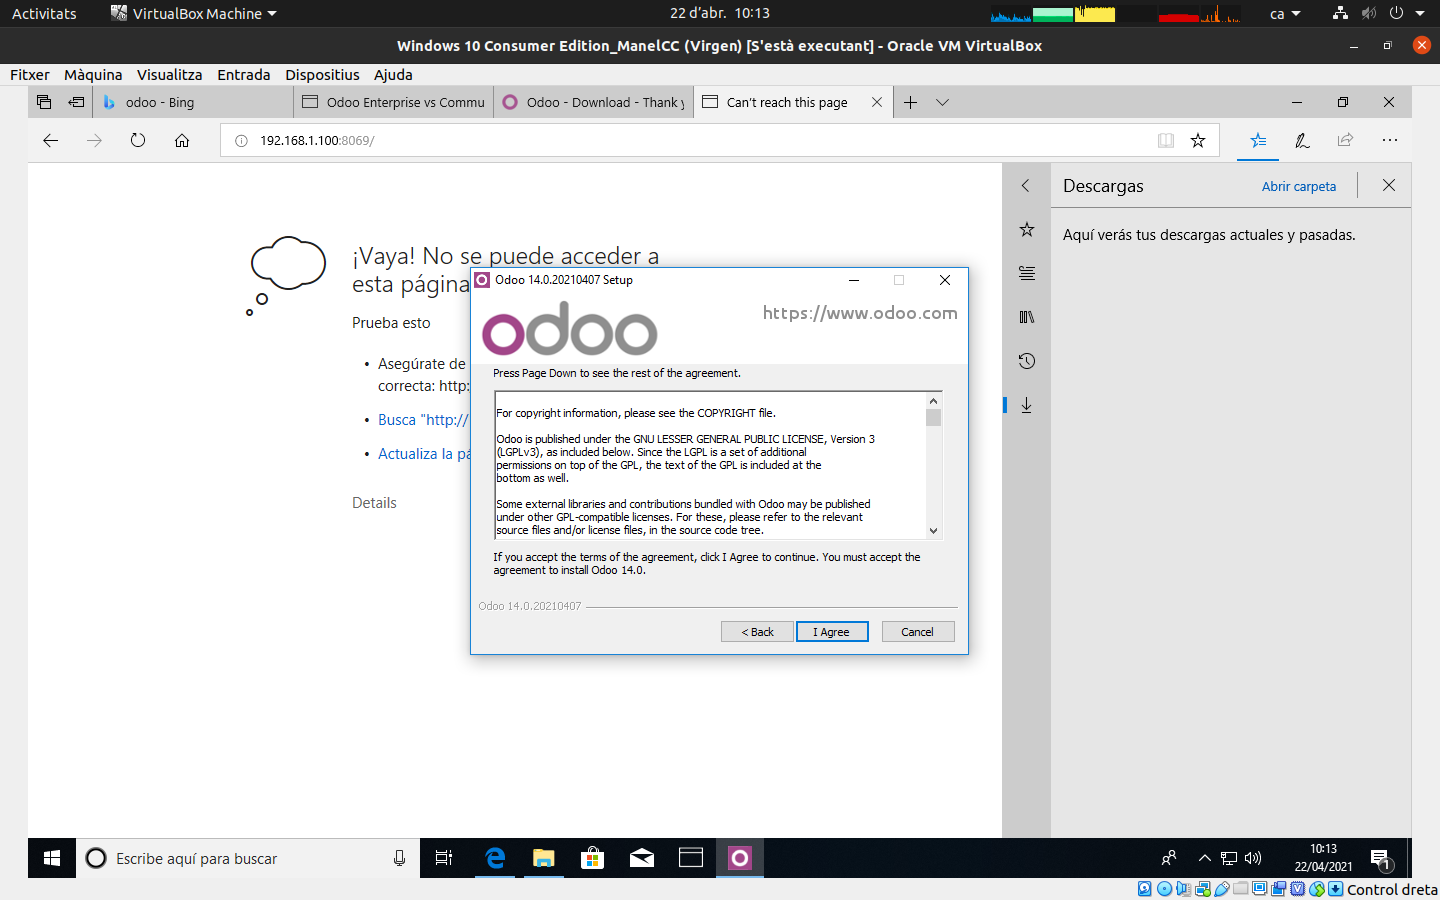 Activitats
VirtualBox Machine
22 d'abr. 10:13
ca
Windows 10 Consumer Edition_ManelCC (Virgen) [S'està executant] - Oracle VM VirtualBox
Fitxer Màquina Visualitza Entrada Dispositius Ajuda
odoo - Bing
Odoo Enterprise vs Commu
Odoo - Download - Thank y
Can't reach this page
192.168.1.100:8069/
Descargas
Abrir carpeta
Aquí verás tus descargas actuales y pasadas.
¡Vaya! No se puede acceder a
esta página
Prueba esto
• Asegúrate de
correcta: http:
• Busca "http://
• Actualiza la pá
Details
Odoo 14.0.20210407 Setup
odoo
https://www.odoo.com
Press Page Down to see the rest of the agreement.
For copyright information, please see the COPYRIGHT file.
Odoo is published under the GNU LESSER GENERAL PUBLIC LICENSE, Version 3
(LGPLv3), as included below. Since the LGPL is a set of additional
permissions on top of the GPL, the text of the GPL is included at the
bottom as well.
Some external libraries and contributions bundled with Odoo may be published
under other GPL-compatible licenses. For these, please refer to the relevant
source files and/or license files, in the source code tree.
If you accept the terms of the agreement, click I Agree to continue. You must accept the
agreement to install Odoo 14.0.
Odoo 14.0.20210407
< Back
I Agree
Cancel
Escribe aquí para buscar
10:13
22/04/2021
1
Control dreta